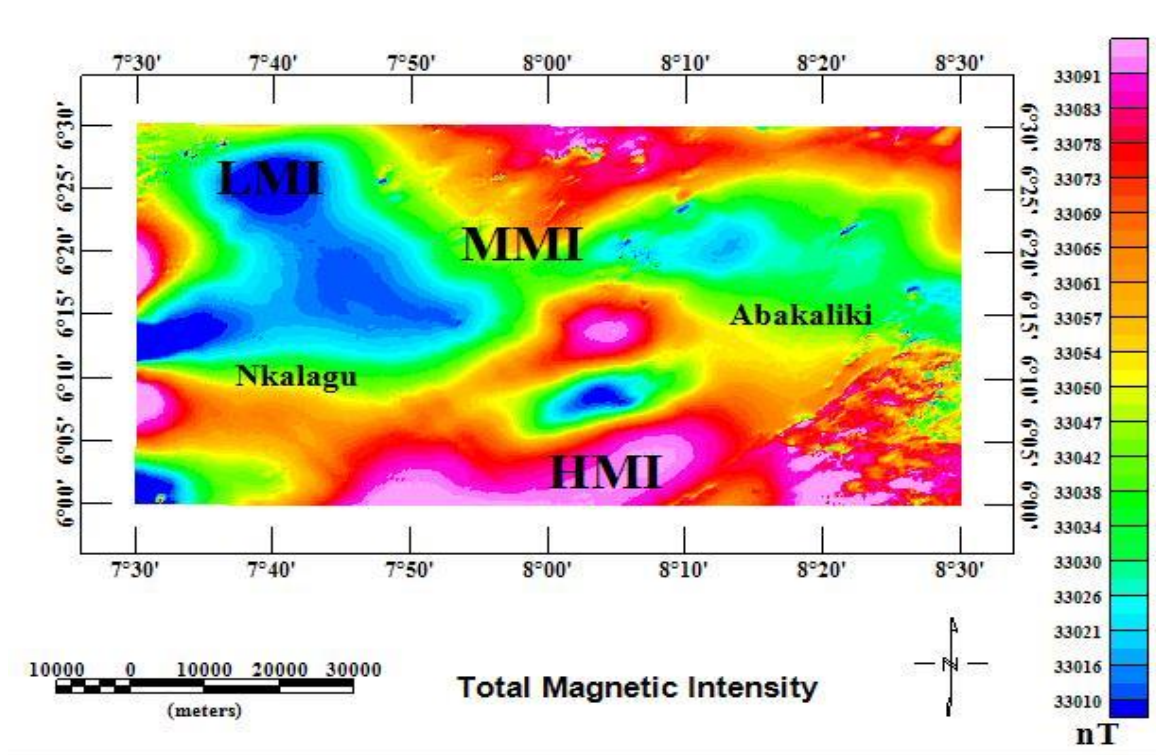 7°30' 7°40' 7°50' 8°00' 8°10' 8°20' 8°30'
6°30' 6°30'
6°25' 6°25'
6°20' 6°20'
6°15' 6°15'
6°10' 6°10'
6°05' 6°05'
6°00' 6°00'
LMI
MMI
Abakaliki
Nkalagu
HMI
7°30' 7°40' 7°50' 8°00' 8°10' 8°20' 8°30'
33091
33083
33078
33073
33069
33065
33061
33057
33054
33050
33047
33042
33038
33034
33030
33026
33021
33016
33010
nT
10000 0 10000 20000 30000
(meters)
Total Magnetic Intensity
N